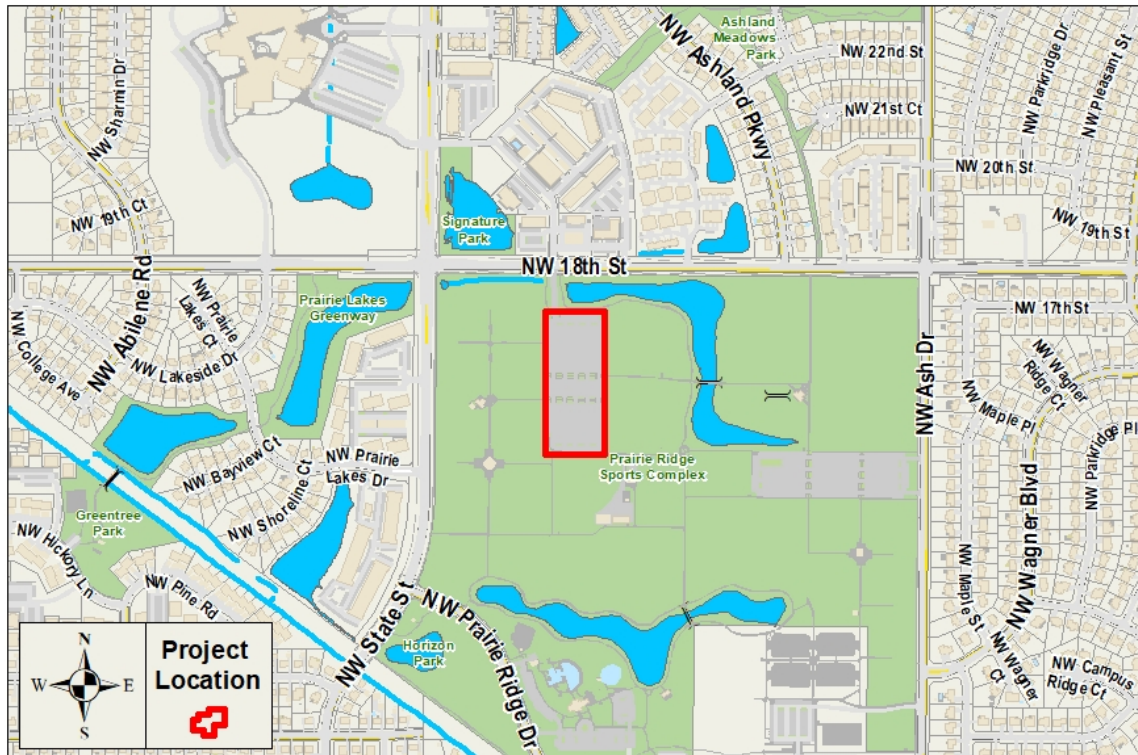 Ashland
Meadows
Park
NW Ashland Pkwy
NW 22nd St
NW Parkridge Dr
NW Pleasant St
NW Sharmin Dr
NW 21st Ct
NW 20th St
NW 19th Ct
NW 19th St
Signature
Park
NW 18th St
NW Abilene Rd
NW Prairie
Lakes Ct
Prairie Lakes
Greenway
NW 17th St
NW College Ave
NW Lakeside Dr
NW Ash Dr
NW Wagner
Ridge Ct
NW Maple Pl
NW Parkridge Pl
NW Bayview Ct
NW Prairie
Lakes Dr
Prairie Ridge
Sports Complex
NW Shoreline Ct
Greentree
Park
NW Wagner Blvd
NW Hickory Ln
NW Pine Rd
NW State St
NW Prairie Ridge Dr
NW Maple St
Horizon
Park
NW Wagner
Ct
NW Campus
Ridge Ct
N
W E
S
Project
Location